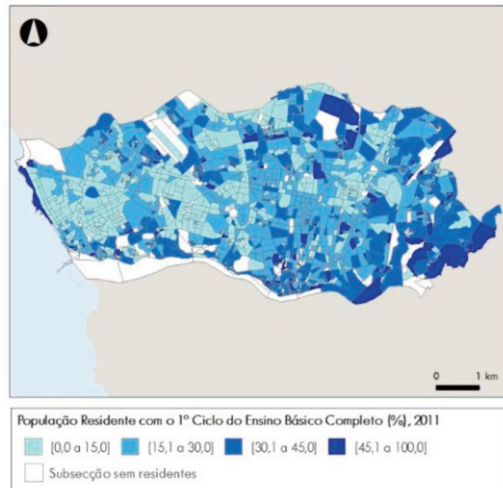 0 1 km
População Residente com o 1º Ciclo do Ensino Básico Completo (%), 2011
[0,0 a 15,0] [15,1 a 30,0] [30,1 a 45,0] [45,1 a 100,0]
Subsecção sem residentes